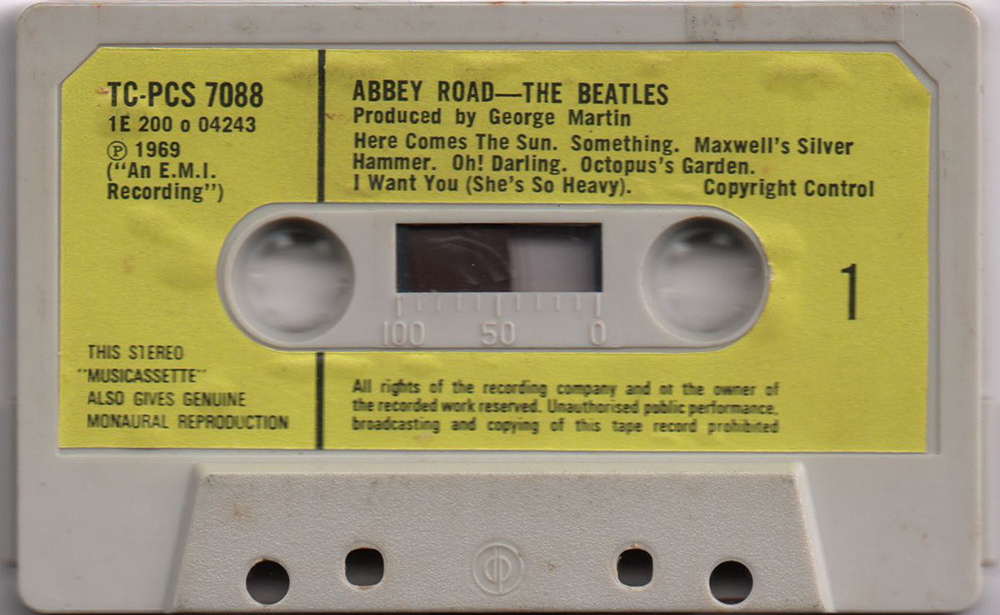 TC-PCS 7088
1E 200 o 04243
Ⓟ 1969
("An E.M.I.
Recording")
ABBEY ROAD—THE BEATLES
Produced by George Martin
Here Comes The Sun. Something. Maxwell's Silver
Hammer. Oh! Darling. Octopus's Garden.
I Want You (She's So Heavy). Copyright Control
1
100 50 0
THIS STEREO
"MUSICASSETTE"
ALSO GIVES GENUINE
MONAURAL REPRODUCTION
All rights of the recording company and ot the owner of
the recorded work reserved. Unauthorised public performance,
broadcasting and copying of this tape record prohibited